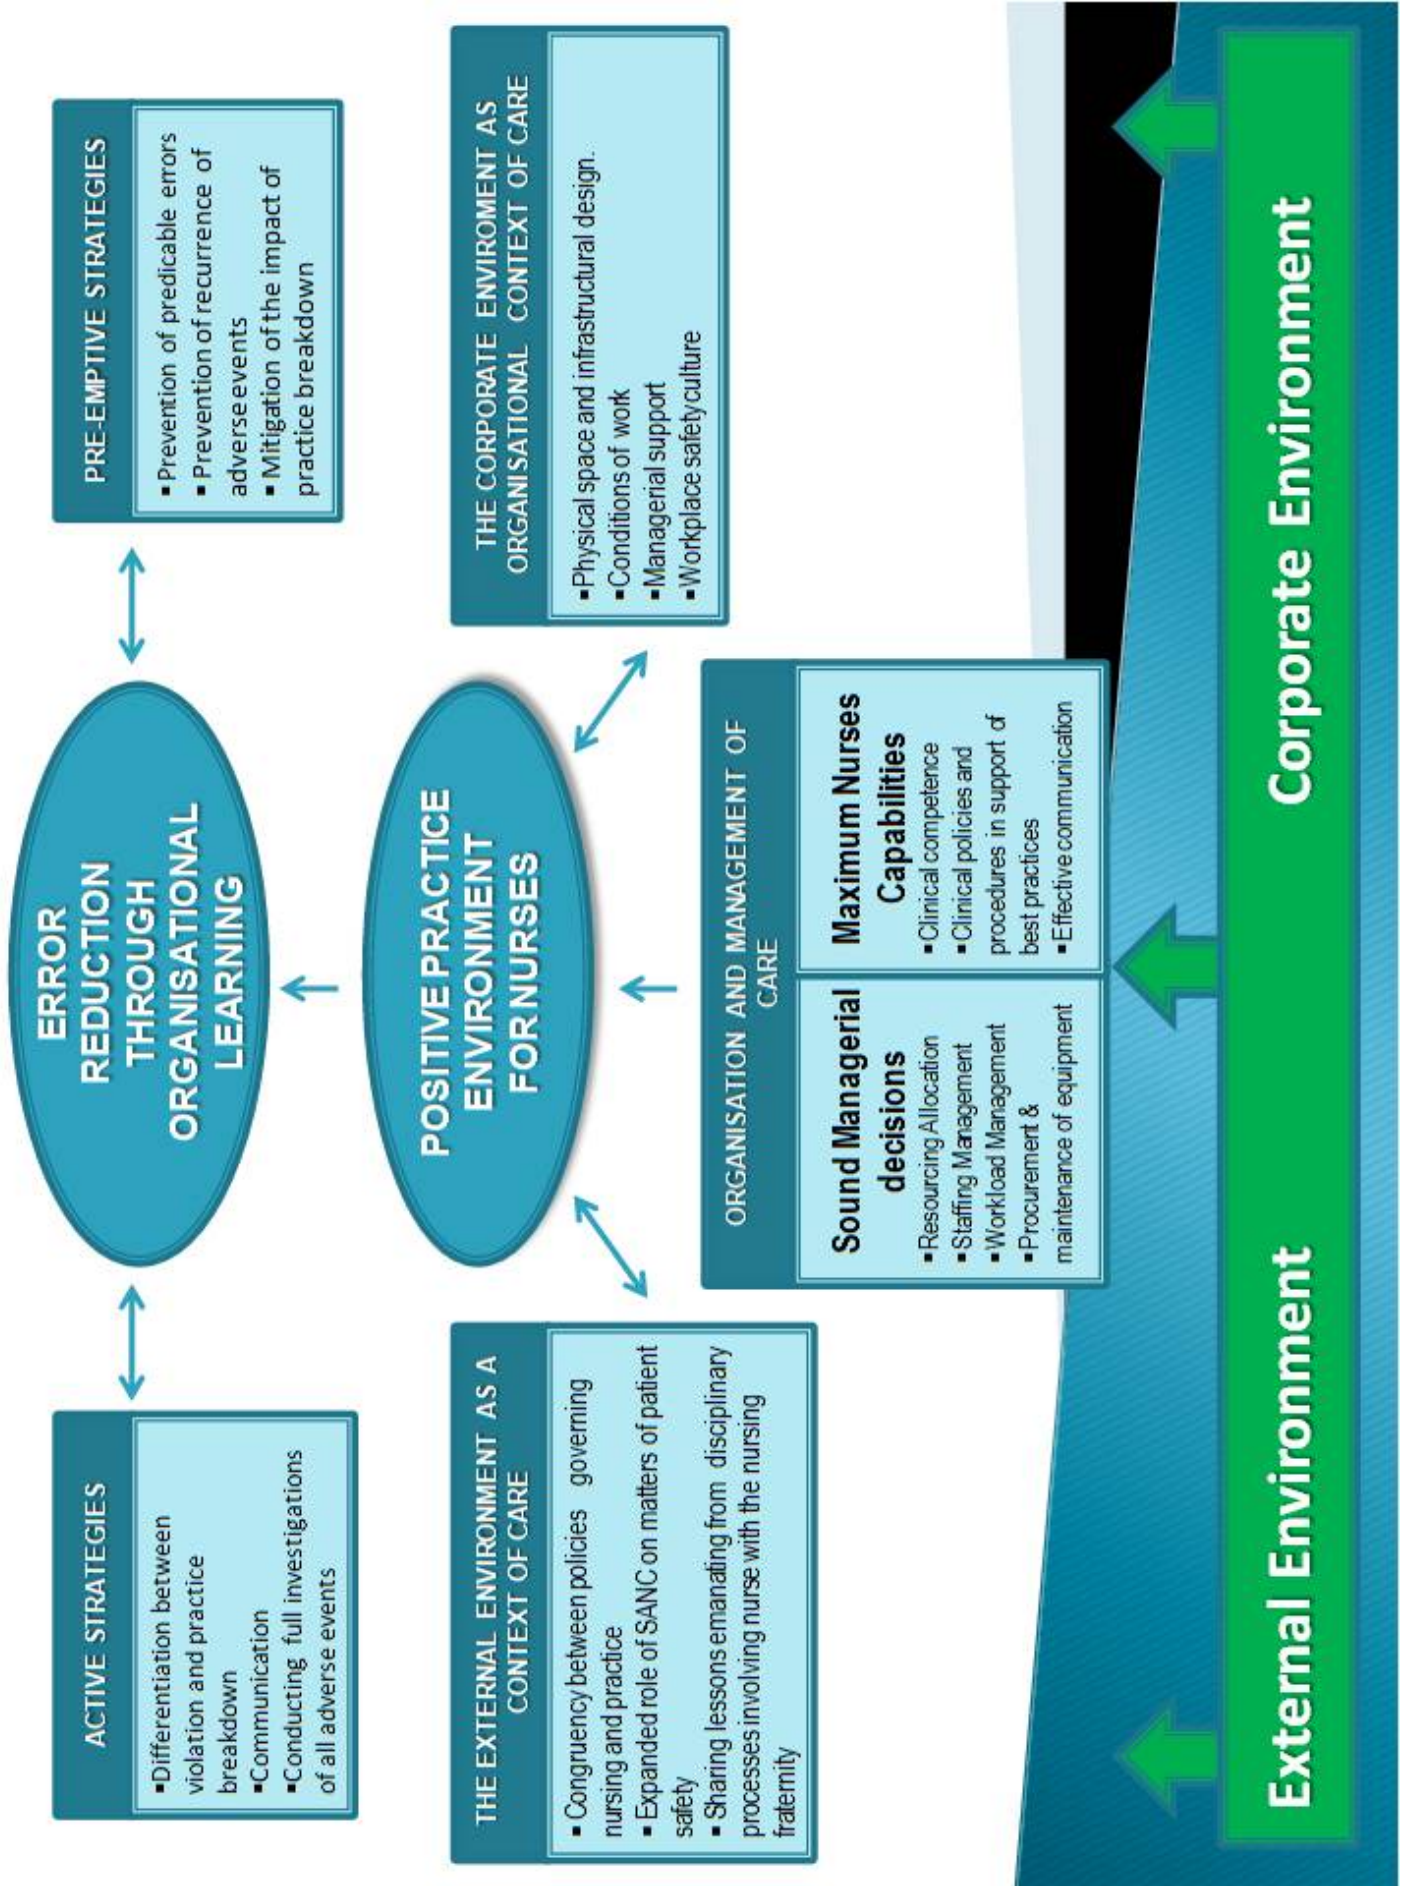 ERROR
REDUCTION
THROUGH
ORGANISATIONAL
LEARNING
ACTIVE STRATEGIES
▪Differentiation between
violation and practice
breakdown
▪Communication
▪Conducting full investigations
of all adverse events
PRE-EMPTIVE STRATEGIES
▪Prevention of predicable errors
▪ Prevention of recurrence of
adverse events
▪ Mitigation of the impact of
practice breakdown
POSITIVE PRACTICE
ENVIRONMENT
FOR NURSES
THE EXTERNAL ENVIRONMENT AS A
CONTEXT OF CARE
▪ Congruency between policies governing
nursing and practice
▪ Expanded role of SANC on matters of patient
safety
▪ Sharing lessons emanating from disciplinary
processes involving nurse with the nursing
fraternity
THE CORPORATE ENVIROMENT AS
ORGANISATIONAL CONTEXT OF CARE
▪Physical space and infrastructural design.
▪Conditions of work
▪Managerial support
▪Workplace safety culture
ORGANISATION AND MANAGEMENT OF
CARE
Sound Managerial
decisions
▪Resourcing Allocation
▪Staffing Management
▪Workload Management
▪Procurement &
maintenance of equipment
Maximum Nurses
Capabilities
▪Clinical competence
▪Clinical policies and
procedures in support of
best practices
▪Effective communication
External Environment
Corporate Environment